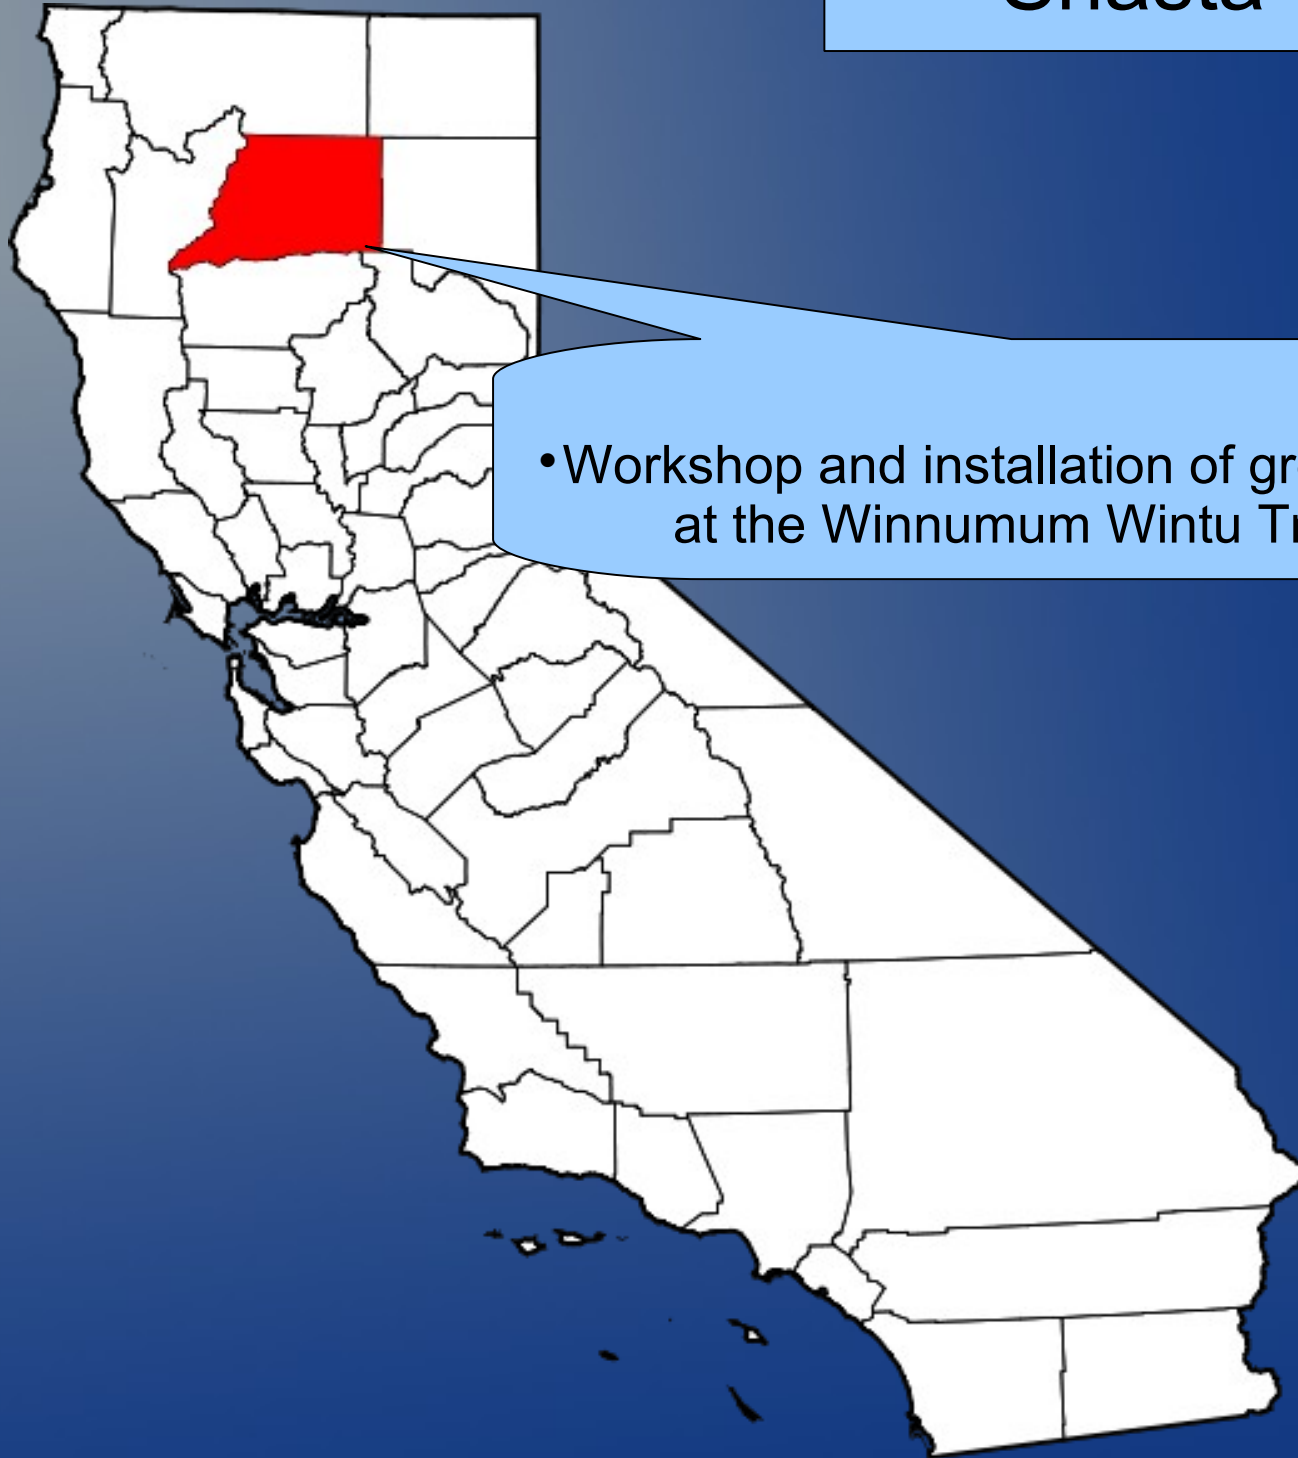 Shasta
•Workshop and installation of gr
at the Winnumum Wintu Tr